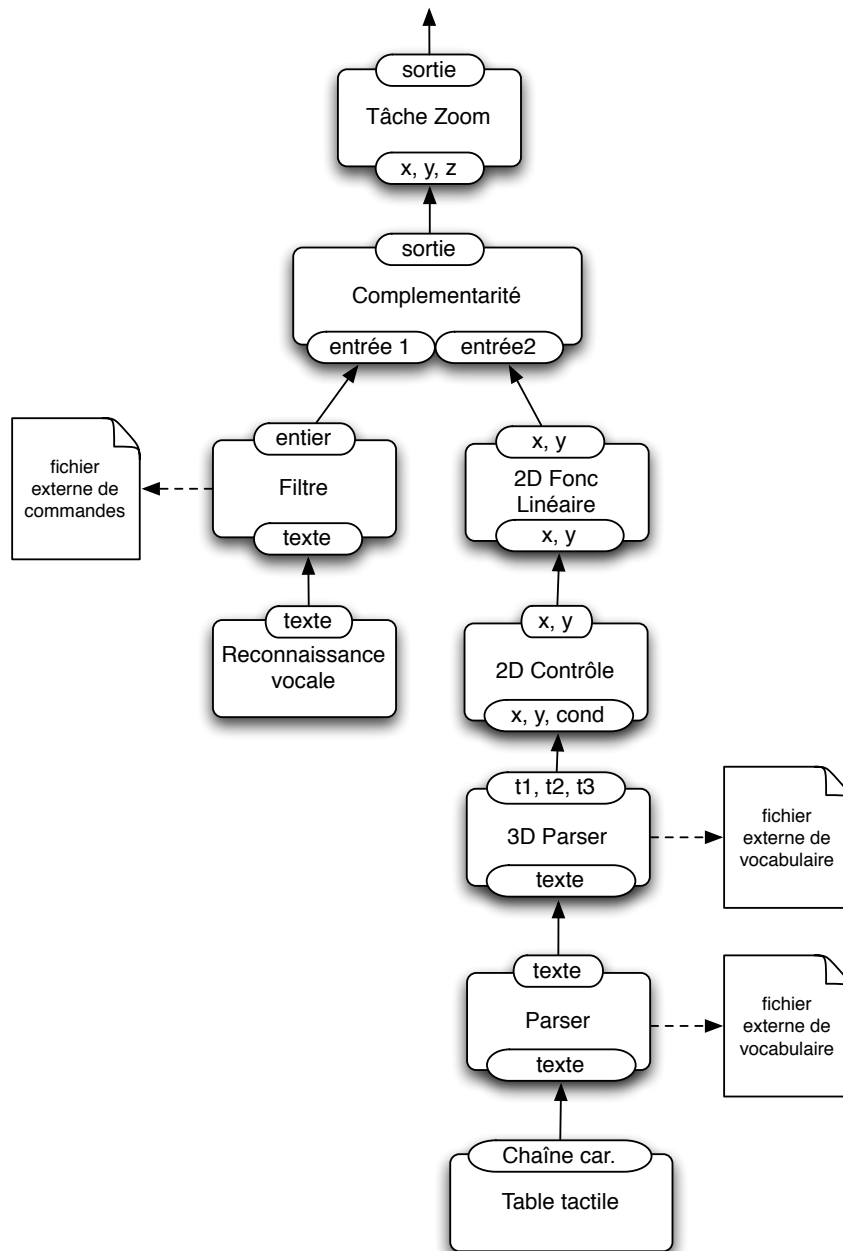 sortie
Tâche Zoom
x, y, z
sortie
Complementarité
entrée 1
entrée2
entier
Filtre
texte
fichier
externe de
commandes
texte
Reconnaissance
vocale
x, y
2D Fonc
Linéaire
x, y
x, y
2D Contrôle
x, y, cond
t1, t2, t3
3D Parser
texte
fichier
externe de
vocabulaire
texte
Parser
texte
fichier
externe de
vocabulaire
Chaîne car.
Table tactile